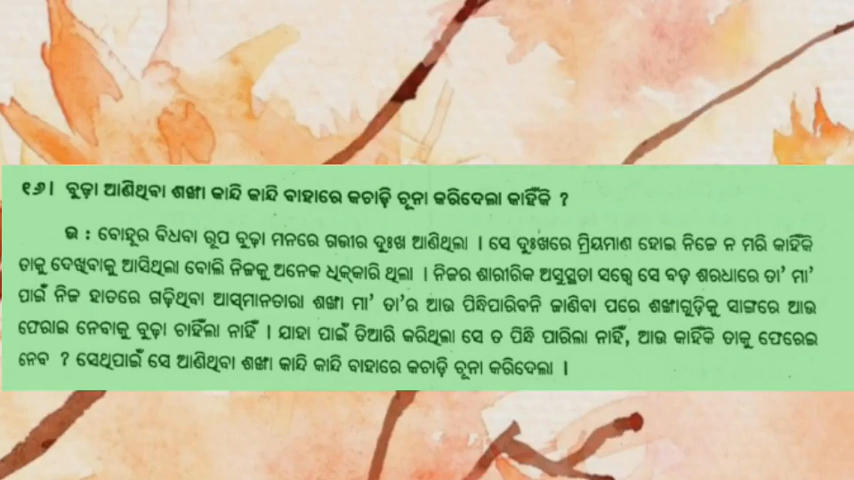 ୧୬। ବୁଢ଼ା ଆଣିଥିବା ଶଙ୍ଖା କାନ୍ଦି କାନ୍ଦି ବାହାରେ କଚାଡ଼ି ଚୂନା କରିଦେଲା କାହିଁକି ?
ଉ : ବୋହୂର ବିଧବା ରୂପ ବୁଢ଼ା ମନରେ ଗଭୀର ଦୁଃଖ ଆଣିଥିଲା । ସେ ଦୁଃଖରେ ମ୍ରିୟମାଣ ହୋଇ ନିଜେ ନ ମରି କାହିଁକି
ତାକୁ ଦେଖିବାକୁ ଆସିଥିଲା ବୋଲି ନିଜକୁ ଅନେକ ଧିକ୍‌କାରି ଥିଲା । ନିଜର ଶାରୀରିକ ଅସୁସ୍ଥତା ସତ୍ତ୍ୱେ ସେ ବଡ଼ ଶରଧାରେ ତା' ମା'
ପାଇଁ ନିଜ ହାତରେ ଗଢ଼ିଥିବା ଆସ୍‌ମାନତାରା ଶଙ୍ଖା ମା' ତା'ର ଆଉ ପିନ୍ଧିପାରିବନି ଜାଣିବା ପରେ ଶଙ୍ଖାଗୁଡ଼ିକୁ ସାଙ୍ଗରେ ଆଉ
ଫେରାଇ ନେବାକୁ ବୁଢ଼ା ଚାହିଁଲା ନାହିଁ । ଯାହା ପାଇଁ ତିଆରି କରିଥିଲା ସେ ତ ପିନ୍ଧି ପାରିଲା ନାହିଁ, ଆଉ କାହିଁକି ତାକୁ ଫେରେଇ
ନେବ ? ସେଥିପାଇଁ ସେ ଆଣିଥିବା ଶଙ୍ଖା କାନ୍ଦି କାନ୍ଦି ବାହାରେ କଚାଡ଼ି ଚୂନା କରିଦେଲା ।